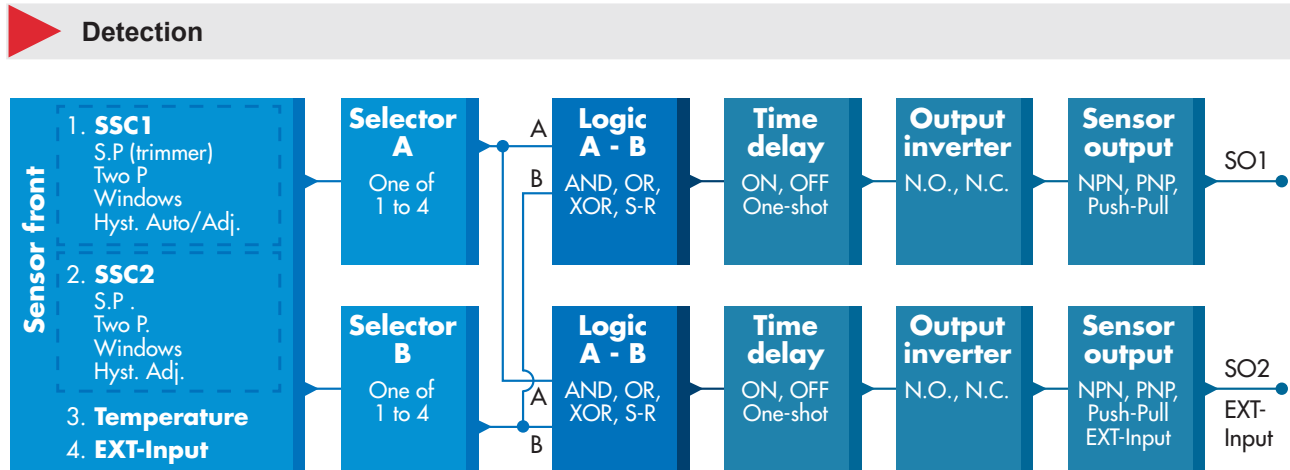 Detection
Sensor front
1. SSC1
S.P (trimmer)
Two P
Windows
Hyst. Auto/Adj.
2. SSC2
S.P .
Two P.
Windows
Hyst. Adj.
3. Temperature
4. EXT-Input
Selector
A
One of
1 to 4
A
B
Logic
A - B
AND, OR,
XOR, S-R
Time
delay
ON, OFF
One-shot
Output
inverter
N.O., N.C.
Sensor
output
NPN, PNP,
Push-Pull
SO1
Selector
B
One of
1 to 4
A
B
Logic
A - B
AND, OR,
XOR, S-R
Time
delay
ON, OFF
One-shot
Output
inverter
N.O., N.C.
Sensor
output
NPN, PNP,
Push-Pull
EXT-Input
SO2
EXT-
Input